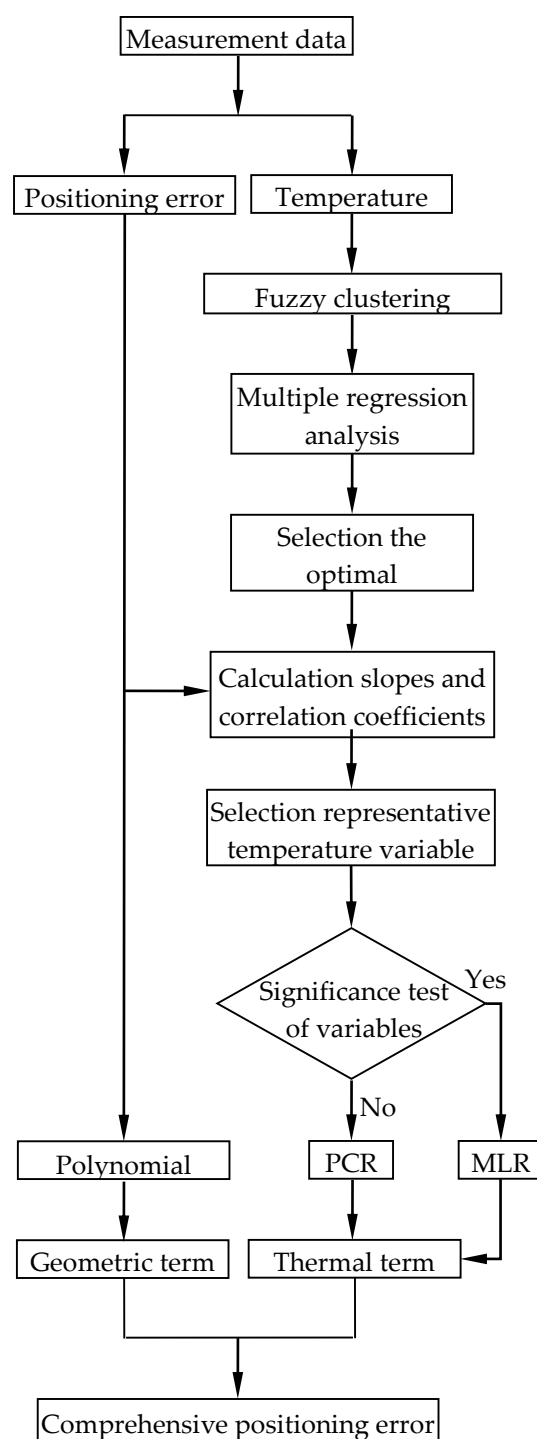 Measurement data
Positioning error
Temperature
Fuzzy clustering
Multiple regression
analysis
Selection the
optimal
Calculation slopes and
correlation coefficients
Selection representative
temperature variable
Significance test
of variables
Yes
No
Polynomial
PCR
MLR
Geometric term
Thermal term
Comprehensive positioning error